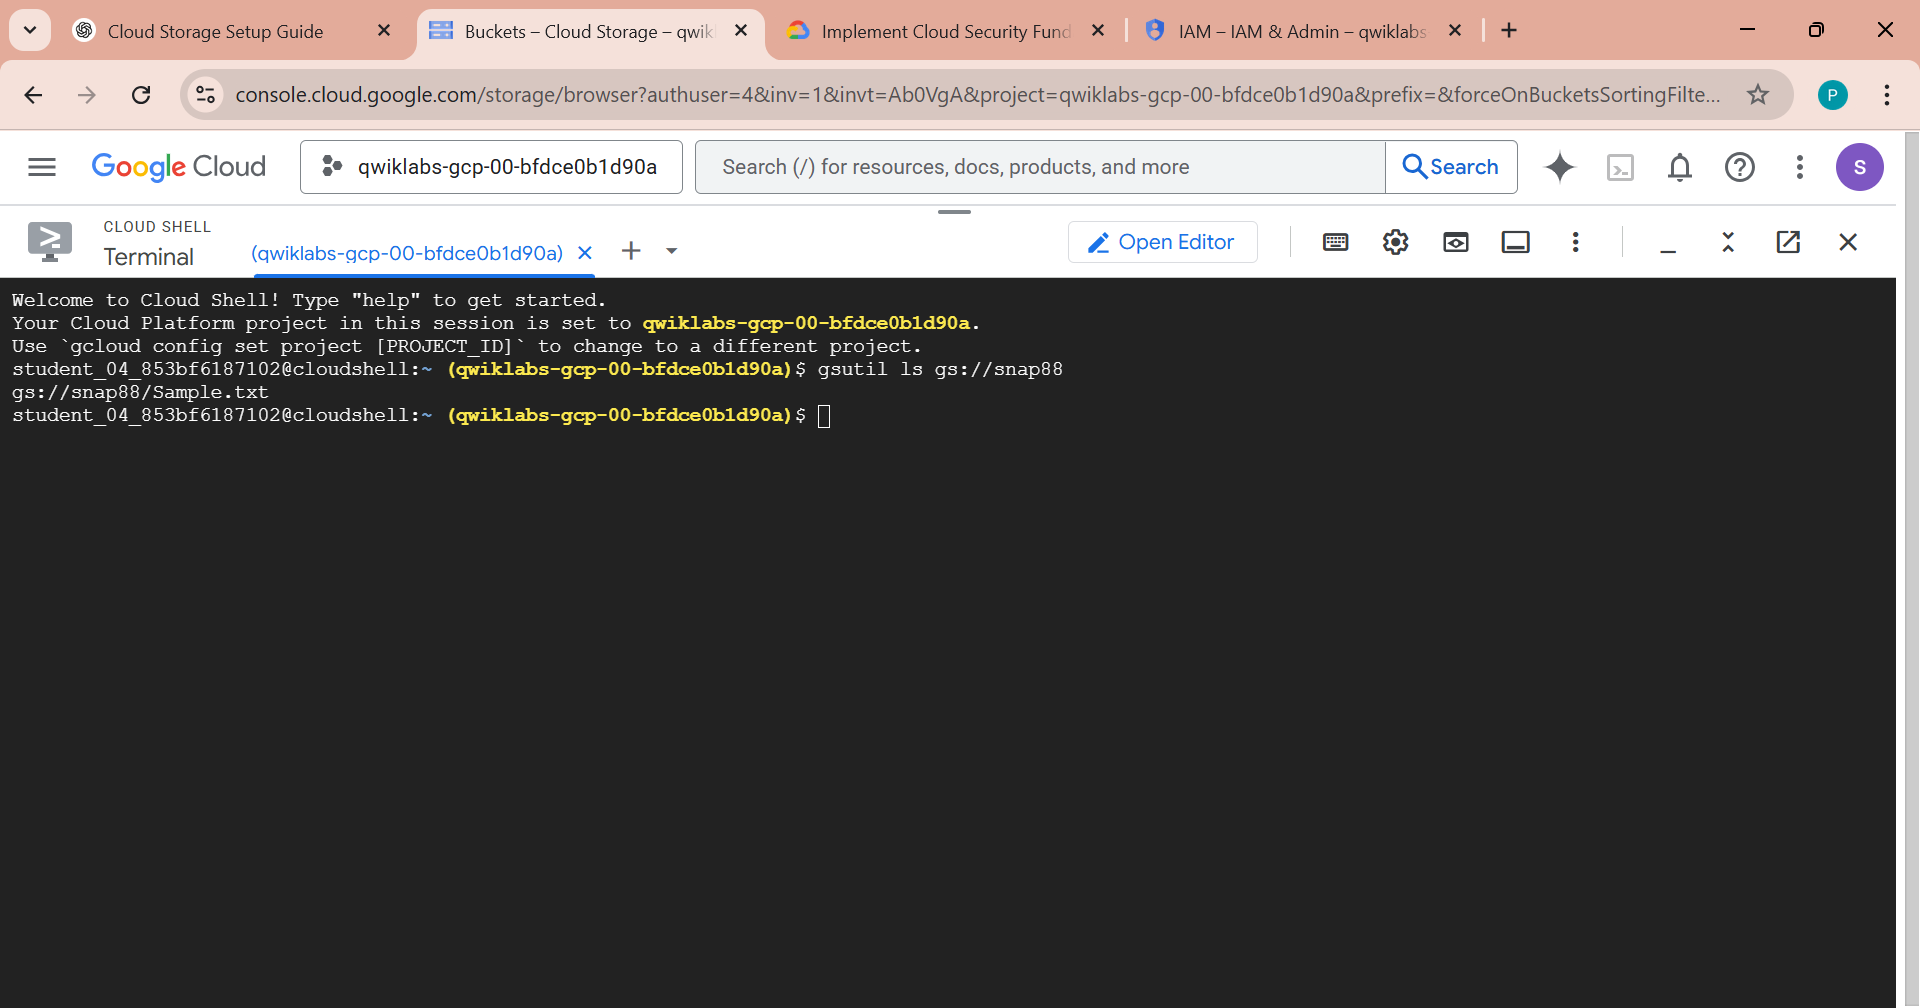 Cloud Storage Setup Guide
Buckets – Cloud Storage – qwik
Implement Cloud Security Fund
IAM – IAM & Admin – qwiklabs
console.cloud.google.com/storage/browser?authuser=4&inv=1&invt=Ab0VgA&project=qwiklabs-gcp-00-bfdce0b1d90a&prefix=&forceOnBucketsSortingFilte...
P
Google Cloud
qwiklabs-gcp-00-bfdce0b1d90a
Search (/) for resources, docs, products, and more
Search
S
CLOUD SHELL
Terminal
(qwiklabs-gcp-00-bfdce0b1d90a)
Open Editor
Welcome to Cloud Shell! Type "help" to get started.
Your Cloud Platform project in this session is set to qwiklabs-gcp-00-bfdce0b1d90a.
Use `gcloud config set project [PROJECT_ID]` to change to a different project.
student_04_853bf6187102@cloudshell:~ (qwiklabs-gcp-00-bfdce0b1d90a)$ gsutil ls gs://snap88
gs://snap88/Sample.txt
student_04_853bf6187102@cloudshell:~ (qwiklabs-gcp-00-bfdce0b1d90a)$